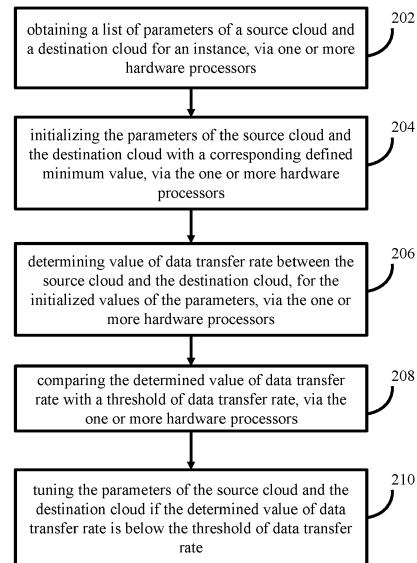 202
obtaining a list of parameters of a source cloud and
a destination cloud for an instance, via one or more
hardware processors
204
initializing the parameters of the source cloud and
the destination cloud with a corresponding defined
minimum value, via the one or more hardware
processors
206
determining value of data transfer rate between the
source cloud and the destination cloud, for the
initialized values of the parameters, via the one or
more hardware processors
208
comparing the determined value of data transfer
rate with a threshold of data transfer rate, via the
one or more hardware processors
210
tuning the parameters of the source cloud and the
destination cloud if the determined value of data
transfer rate is below the threshold of data transfer
rate